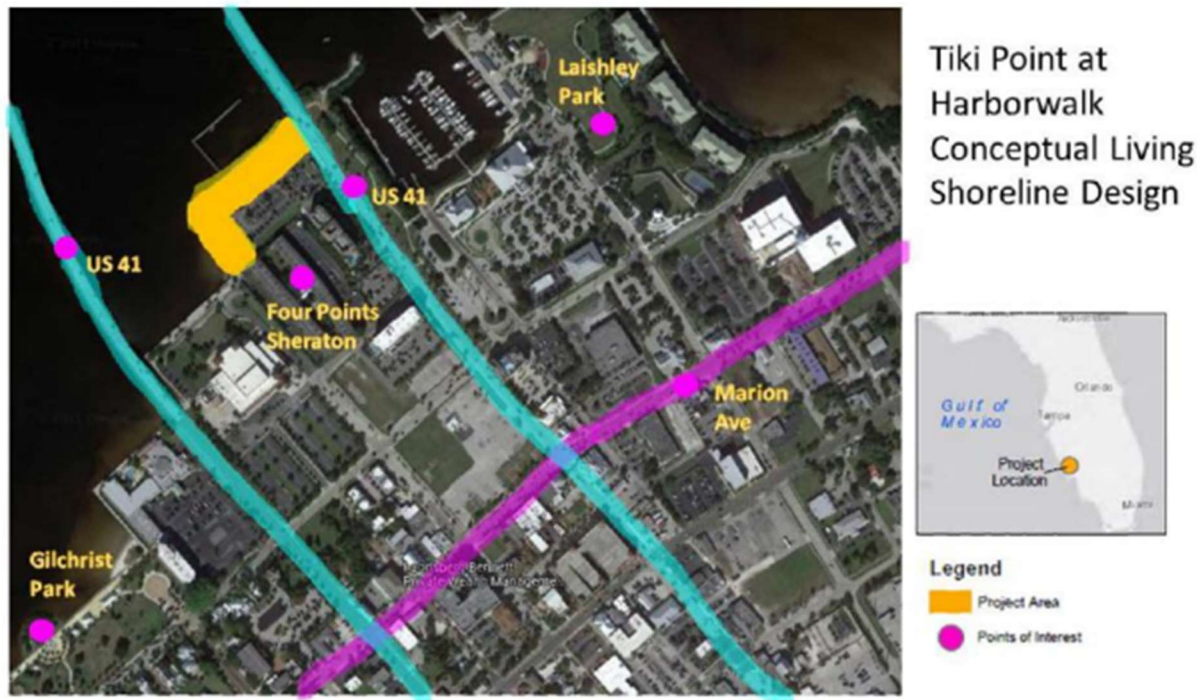 Tiki Point at
Harborwalk
Conceptual Living
Shoreline Design
Laishley
Park
US 41
US 41
Four Points
Sheraton
Marion
Ave
Gilchrist
Park
Orlando
Gulf of
Mexico
Tampa
Project
Location
Miami
Legend
Project Area
Points of Interest